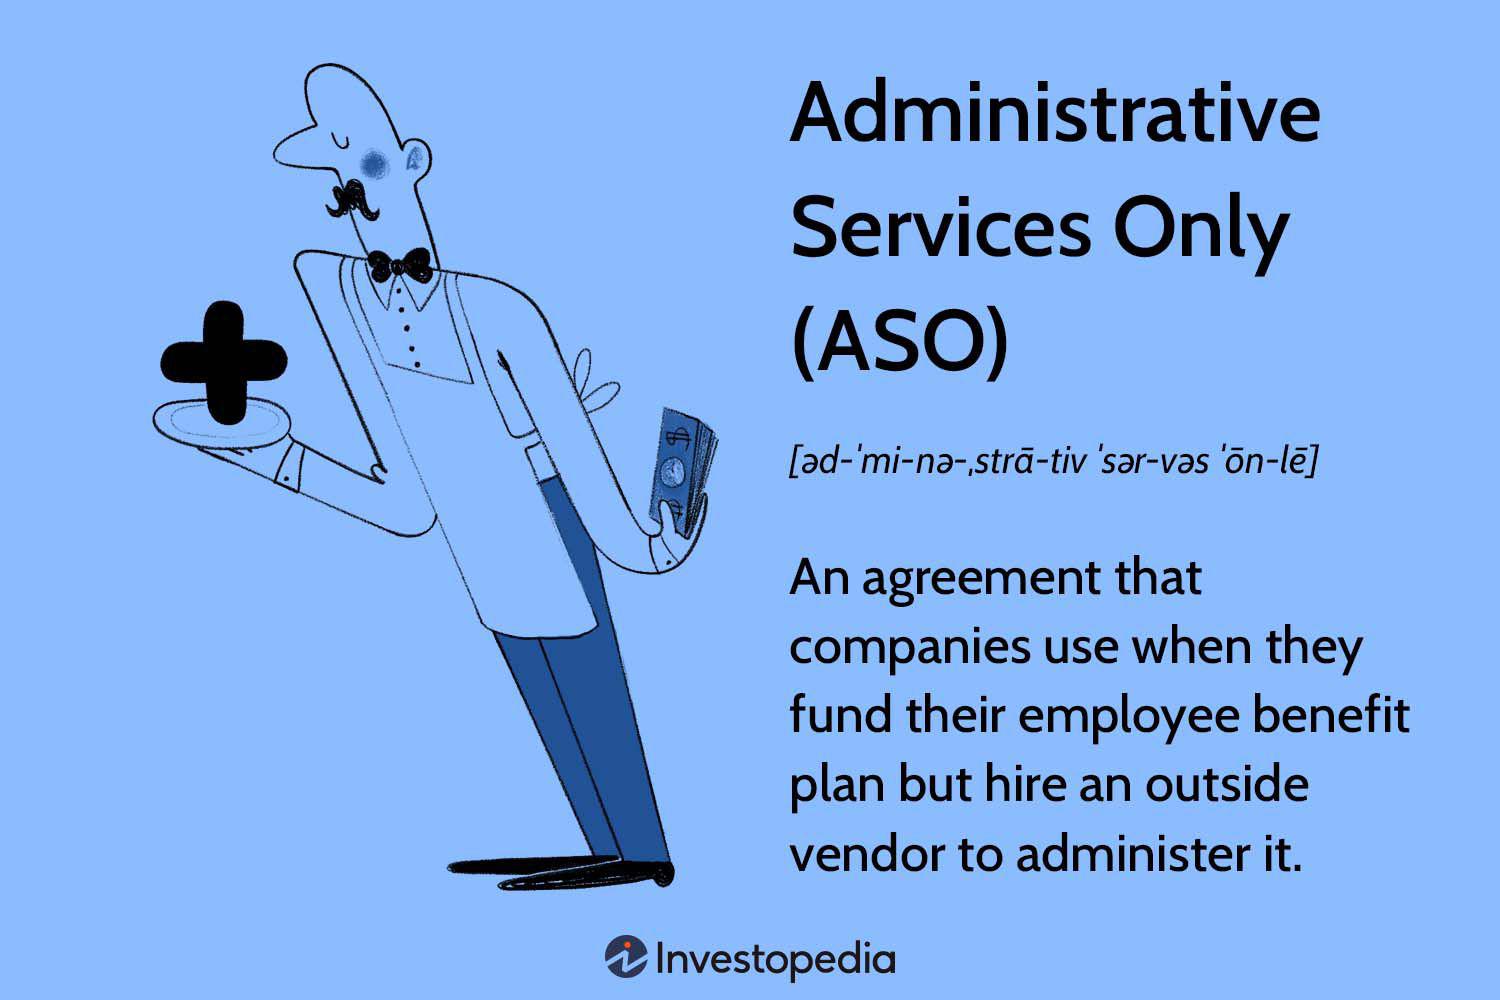 Administrative
Services Only
(ASO)
[əd-ˈmi-nə-ˌstrā-tiv ˈsər-vəs ˈōn-lē]
An agreement that
companies use when they
fund their employee benefit
plan but hire an outside
vendor to administer it.
Investopedia